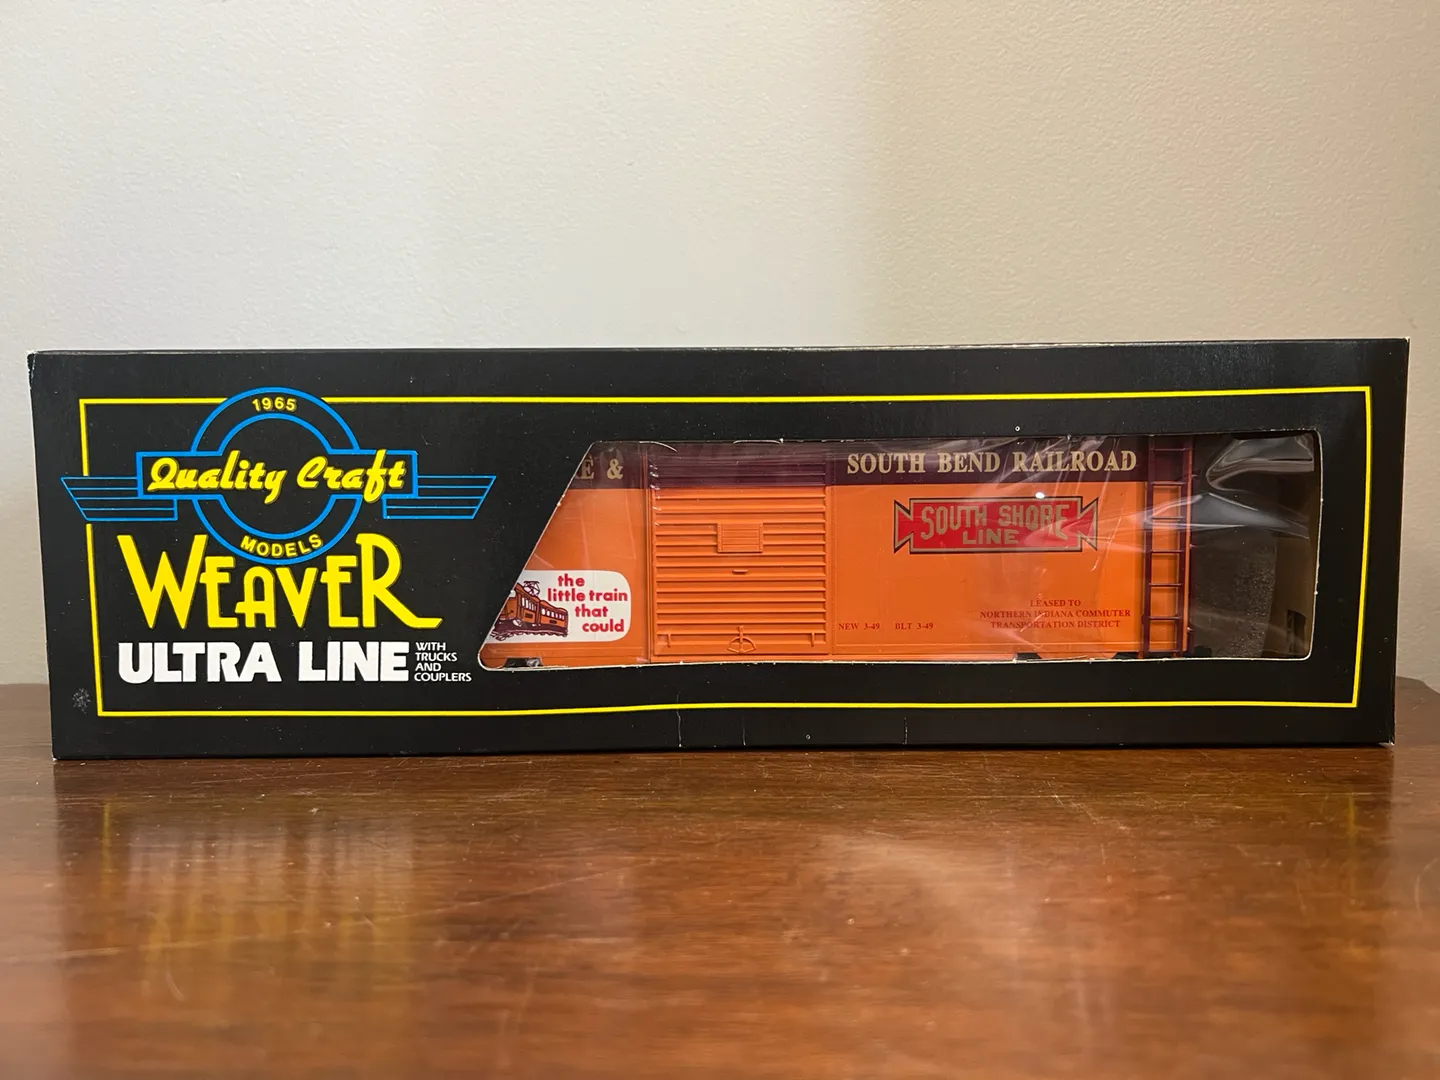 1965
Quality Craft
MODELS
WEAVER
ULTRA LINE
WITH
TRUCKS
AND
COUPLERS
E &
SOUTH BEND RAILROAD
SOUTH SHORE
LINE
the
little train
that
could
NEW 3-49 BLT 3-49
LEASED TO
NORTHERN INDIANA COMMUTER
TRANSPORTATION DISTRICT